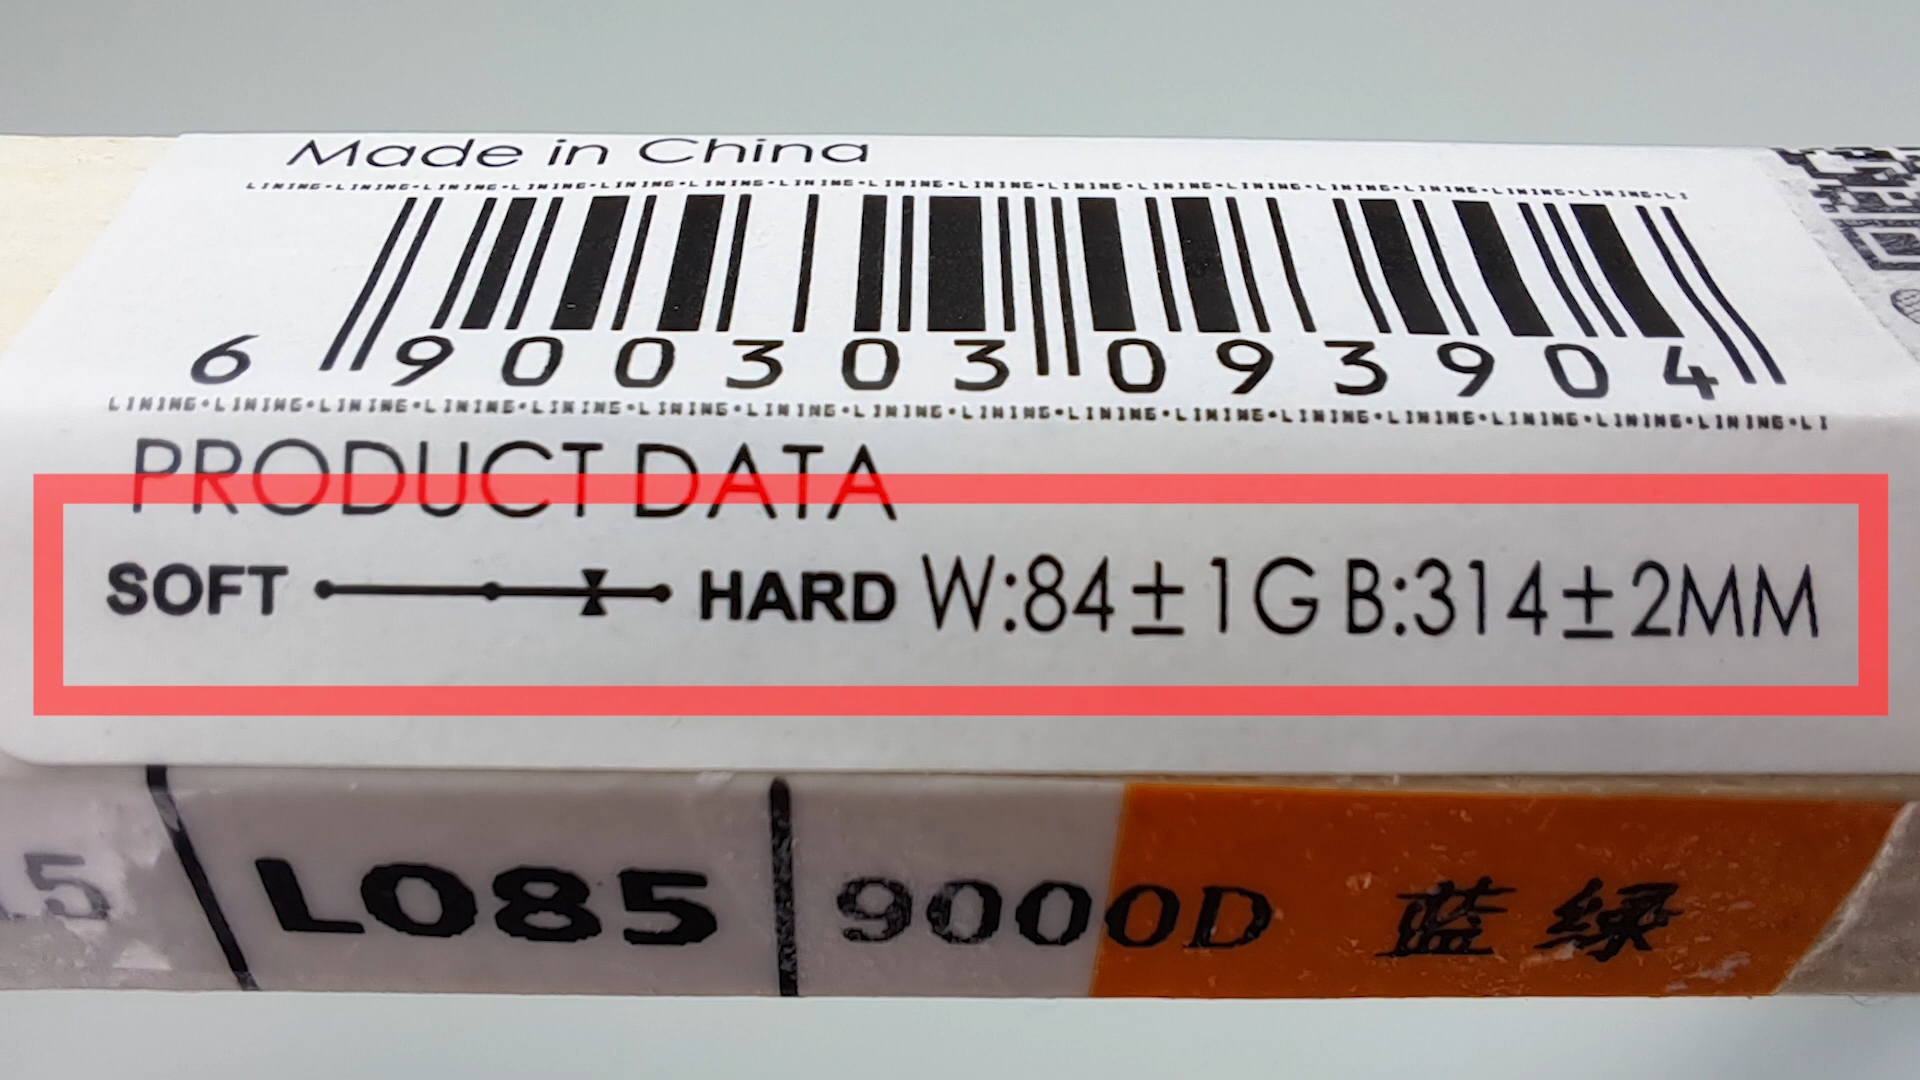 Made in China
LINING•LINING•LINING•LINING•LINING•LINING•LINING•LINING•LINING•LINING•LINING•LINING•LINING•LINING•LINING•LINING•LI
6 900303 093904
LINING•LINING•LINING•LINING•LINING•LINING•LINING•LINING•LINING•LINING•LINING•LINING•LINING•LINING•LINING•LINING•LI
PRODUCT DATA
SOFT HARD W:84±1G B:314±2MM
5 L085 9000D 蓝绿